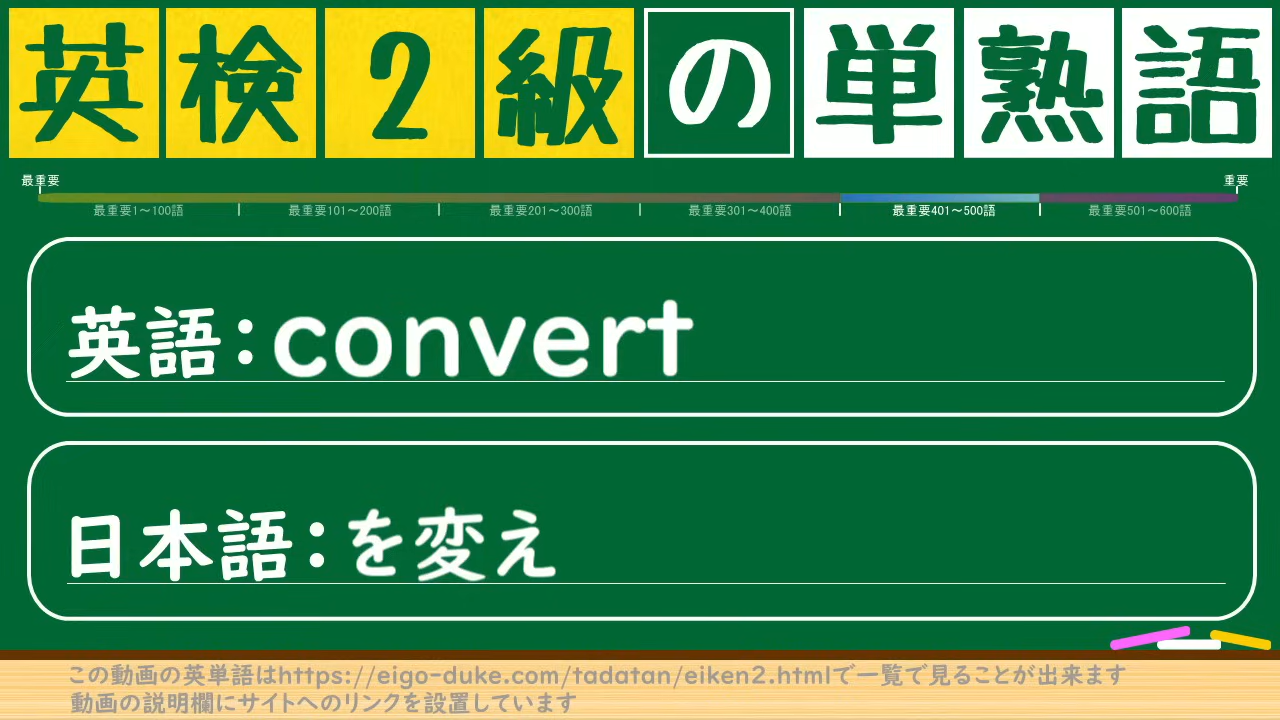 英検2級の単熟語
最重要 重要
最重要1〜100語 最重要101〜200語 最重要201〜300語 最重要301〜400語 最重要401〜500語 最重要501〜600語
英語：convert
日本語：を変え
この動画の英単語はhttps://eigo-duke.com/tadatan/eiken2.htmlで一覧で見ることが出来ます
動画の説明欄にサイトへのリンクを設置しています